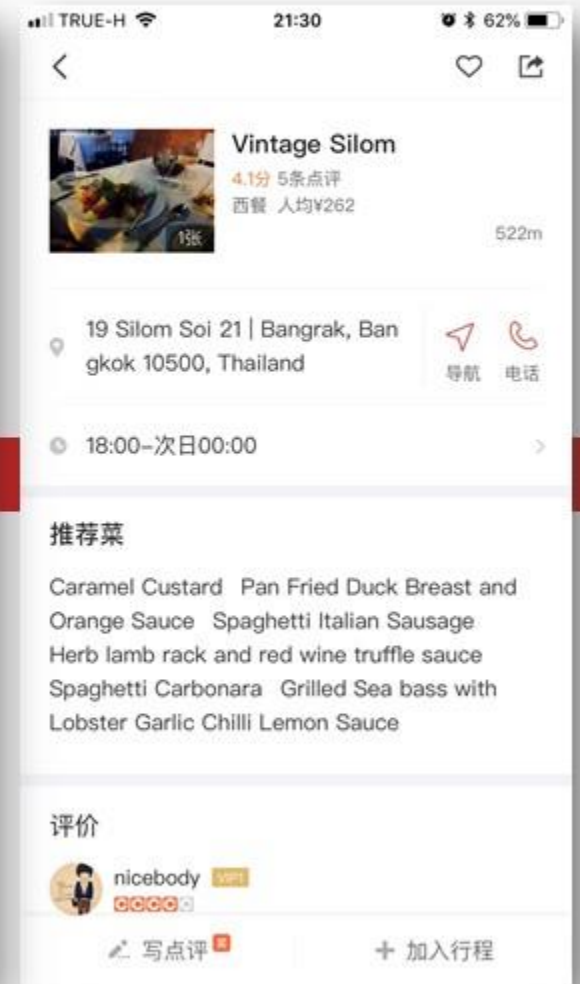 TRUE-H 21:30 62%
Vintage Silom
4.1分 5条点评
西餐 人均¥262
1张
522m
19 Silom Soi 21 | Bangrak, Ban
gkok 10500, Thailand
导航 电话
18:00–次日00:00
推荐菜
Caramel Custard Pan Fried Duck Breast and
Orange Sauce Spaghetti Italian Sausage
Herb lamb rack and red wine truffle sauce
Spaghetti Carbonara Grilled Sea bass with
Lobster Garlic Chilli Lemon Sauce
评价
nicebody VIP1
写点评 加入行程